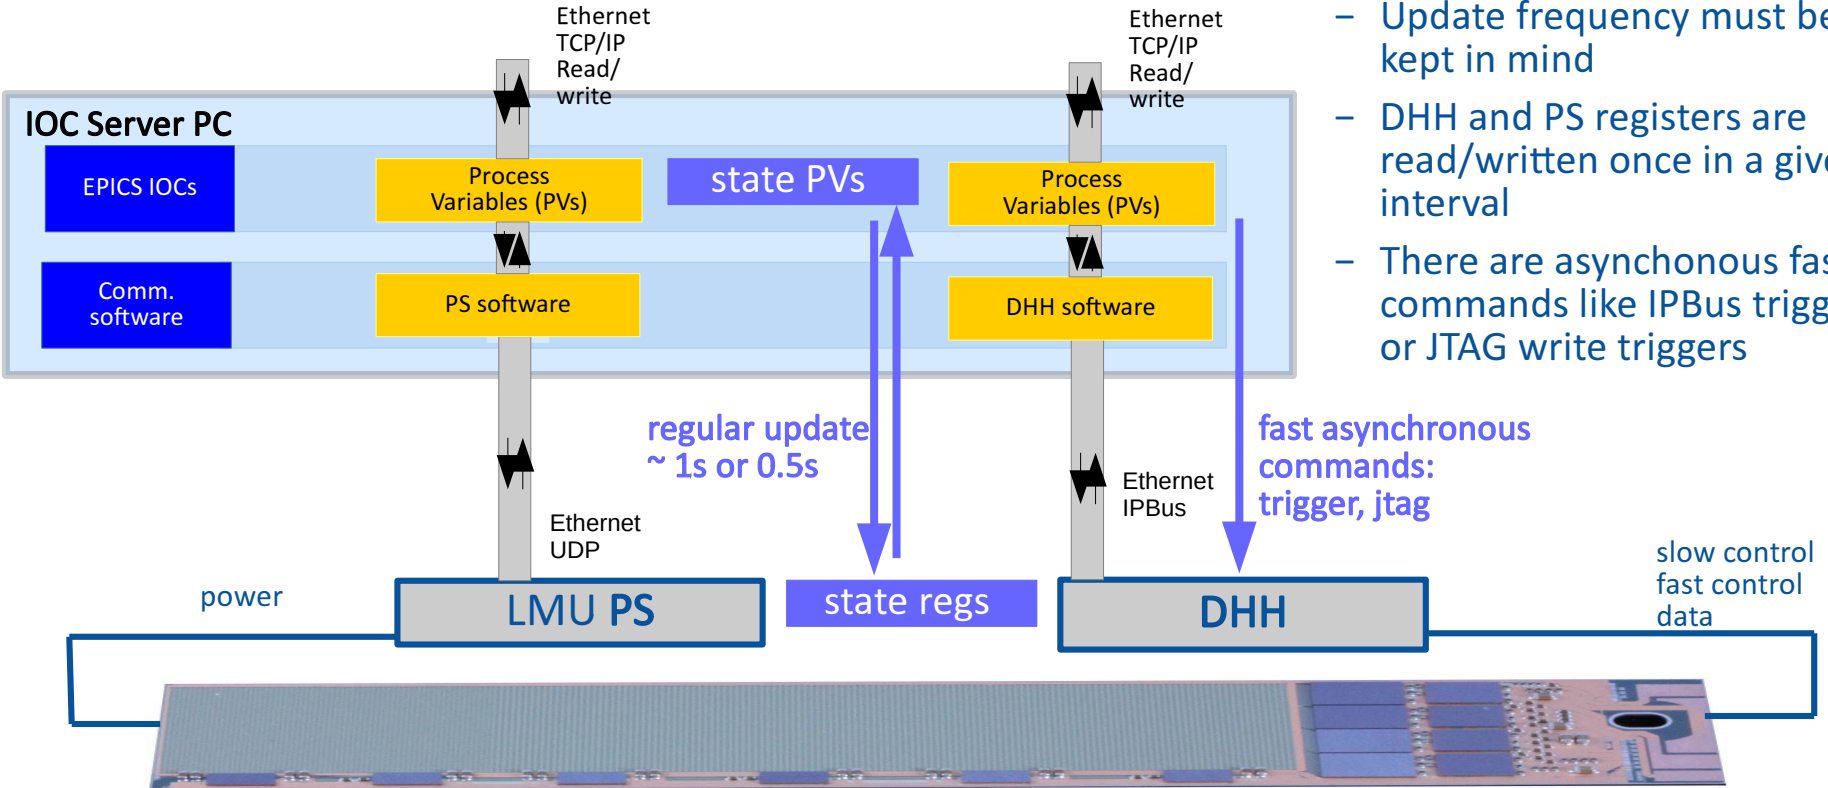 Ethernet
TCP/IP
Read/
write
Ethernet
TCP/IP
Read/
write
– Update frequency must be
kept in mind
– DHH and PS registers are
read/written once in a give
interval
– There are asynchonous fas
commands like IPBus trigg
or JTAG write triggers
IOC Server PC
EPICS IOCs
Process
Variables (PVs)
state PVs
Process
Variables (PVs)
Comm.
software
PS software
DHH software
regular update
~ 1s or 0.5s
fast asynchronous
commands:
trigger, jtag
Ethernet
IPBus
Ethernet
UDP
power
LMU PS
state regs
DHH
slow control
fast control
data